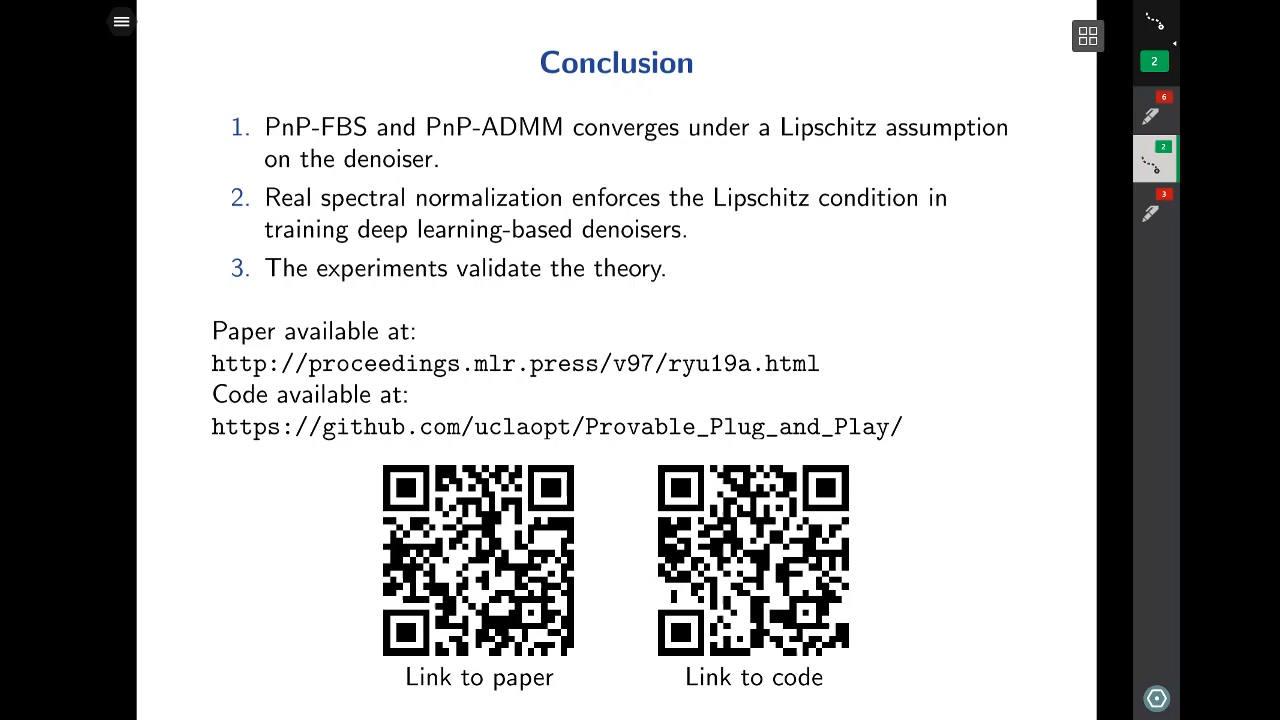 Conclusion
1. PnP-FBS and PnP-ADMM converges under a Lipschitz assumption
on the denoiser.
2. Real spectral normalization enforces the Lipschitz condition in
training deep learning-based denoisers.
3. The experiments validate the theory.
Paper available at:
http://proceedings.mlr.press/v97/ryu19a.html
Code available at:
https://github.com/uclaopt/Provable_Plug_and_Play/
Link to paper
Link to code
2
6
2
3